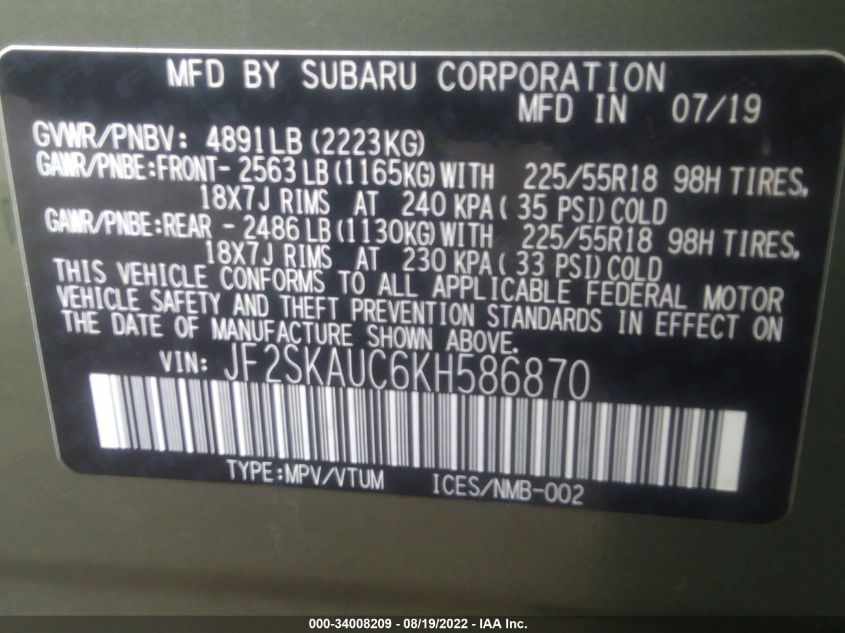 MFD BY SUBARU CORPORATION
MFD IN 07/19
GVWR/PNBV: 4891LB (2223KG)
GAWR/PNBE:FRONT- 2563 LB (1165KG) WITH 225/55R18 98H TIRES,
18X7J RIMS AT 240 KPA ( 35 PSI) COLD
GAWR/PNBE:REAR - 2486 LB (1130KG) WITH 225/55R18 98H TIRES,
18X7J RIMS AT 230 KPA ( 33 PSI) COLD
THIS VEHICLE CONFORMS TO ALL APPLICABLE FEDERAL MOTOR
VEHICLE SAFETY AND THEFT PREVENTION STANDARDS IN EFFECT ON
THE DATE OF MANUFACTURE SHOWN ABOVE.
VIN: JF2SKAUC6KH586870
TYPE:MPV/VTUM ICES/NMB-002
000-34008209 - 08/19/2022 - IAA Inc.